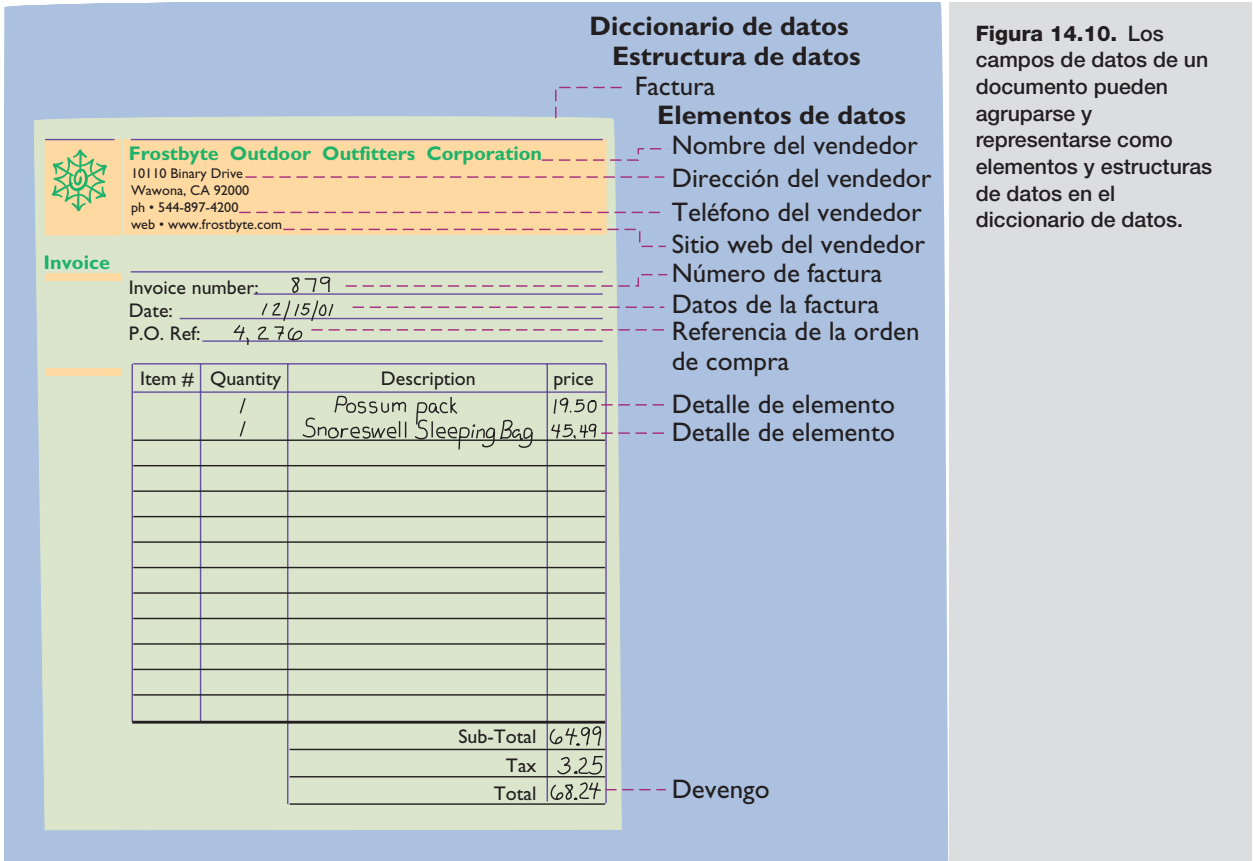 Diccionario de datos
Estructura de datos
Factura
Elementos de datos
Nombre del vendedor
Dirección del vendedor
Teléfono del vendedor
Sitio web del vendedor
Número de factura
Datos de la factura
Referencia de la orden
de compra
Detalle de elemento
Detalle de elemento
Devengo
Frostbyte Outdoor Outfitters Corporation
10110 Binary Drive
Wawona, CA 92000
ph • 544-897-4200
web • www.frostbyte.com
Invoice
Invoice number: 879
Date: 12/15/01
P.O. Ref: 4,276
Item # Quantity Description price
1 Possum pack 19.50
1 Snoreswell Sleeping Bag 45.49
Sub-Total 64.99
Tax 3.25
Total 68.24
Figura 14.10. Los
campos de datos de un
documento pueden
agruparse y
representarse como
elementos y estructuras
de datos en el
diccionario de datos.